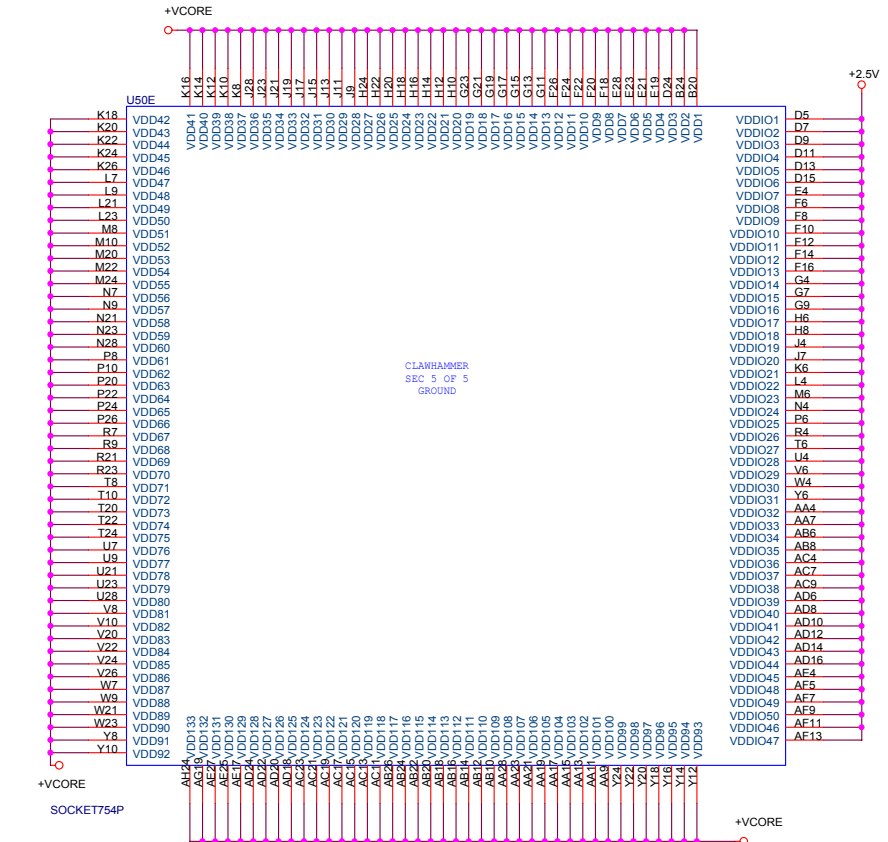 +VCORE
+2.5V
K16 K14 K12 K10 K8 J28 J23 J21 J19 J17 J15 J13 J11 J9 H24 H22 H20 H18 H16 H14 H12 H10 G23 G21 G19 G17 G15 G13 G11 F26 F24 F22 F20 F18 E28 E23 E21 E19 D24 B24 B20
U50E
VDD41 VDD40 VDD39 VDD38 VDD37 VDD36 VDD35 VDD34 VDD33 VDD32 VDD31 VDD30 VDD29 VDD28 VDD27 VDD26 VDD25 VDD24 VDD23 VDD22 VDD21 VDD20 VDD19 VDD18 VDD17 VDD16 VDD15 VDD14 VDD13 VDD12 VDD11 VDD10 VDD9 VDD8 VDD7 VDD6 VDD5 VDD4 VDD3 VDD2 VDD1
K18 VDD42
K20 VDD43
K22 VDD44
K24 VDD45
K26 VDD46
L7 VDD47
L9 VDD48
L21 VDD49
L23 VDD50
M8 VDD51
M10 VDD52
M20 VDD53
M22 VDD54
M24 VDD55
N7 VDD56
N9 VDD57
N21 VDD58
N23 VDD59
N28 VDD60
P8 VDD61
P10 VDD62
P20 VDD63
P22 VDD64
P24 VDD65
P26 VDD66
R7 VDD67
R9 VDD68
R21 VDD69
R23 VDD70
T8 VDD71
T10 VDD72
T20 VDD73
T22 VDD74
T24 VDD75
U7 VDD76
U9 VDD77
U21 VDD78
U23 VDD79
U28 VDD80
V8 VDD81
V10 VDD82
V20 VDD83
V22 VDD84
V24 VDD85
V26 VDD86
W7 VDD87
W9 VDD88
W21 VDD89
W23 VDD90
Y8 VDD91
Y10 VDD92
CLAWHAMMER
SEC 5 OF 5
GROUND
VDDIO1 D5
VDDIO2 D7
VDDIO3 D9
VDDIO4 D11
VDDIO5 D13
VDDIO6 D15
VDDIO7 E4
VDDIO8 F6
VDDIO9 F8
VDDIO10 F10
VDDIO11 F12
VDDIO12 F14
VDDIO13 F16
VDDIO14 G4
VDDIO15 G7
VDDIO16 G9
VDDIO17 H6
VDDIO18 H8
VDDIO19 J4
VDDIO20 J7
VDDIO21 K6
VDDIO22 L4
VDDIO23 M6
VDDIO24 N4
VDDIO25 P6
VDDIO26 R4
VDDIO27 T6
VDDIO28 U4
VDDIO29 V6
VDDIO30 W4
VDDIO31 Y6
VDDIO32 AA4
VDDIO33 AA7
VDDIO34 AB6
VDDIO35 AB8
VDDIO36 AC4
VDDIO37 AC7
VDDIO38 AC9
VDDIO39 AD6
VDDIO40 AD8
VDDIO41 AD10
VDDIO42 AD12
VDDIO43 AD14
VDDIO44 AD16
VDDIO45 AE4
VDDIO48 AF5
VDDIO49 AF7
VDDIO50 AF9
VDDIO46 AF11
VDDIO47 AF13
VDD133 VDD132 VDD131 VDD130 VDD129 VDD128 VDD127 VDD126 VDD125 VDD124 VDD123 VDD122 VDD121 VDD120 VDD119 VDD118 VDD117 VDD116 VDD115 VDD114 VDD113 VDD112 VDD111 VDD110 VDD109 VDD108 VDD107 VDD106 VDD105 VDD104 VDD103 VDD102 VDD101 VDD100 VDD99 VDD98 VDD97 VDD96 VDD95 VDD94 VDD93
AH24 AG19 AE27 AE25 AE17 AD24 AD22 AD20 AD18 AC23 AC21 AC19 AC17 AC15 AC13 AC11 AB26 AB24 AB22 AB20 AB18 AB16 AB14 AB12 AB10 AA28 AA23 AA21 AA19 AA17 AA15 AA13 AA11 AA9 Y24 Y22 Y20 Y18 Y16 Y14 Y12
+VCORE
SOCKET754P
+VCORE